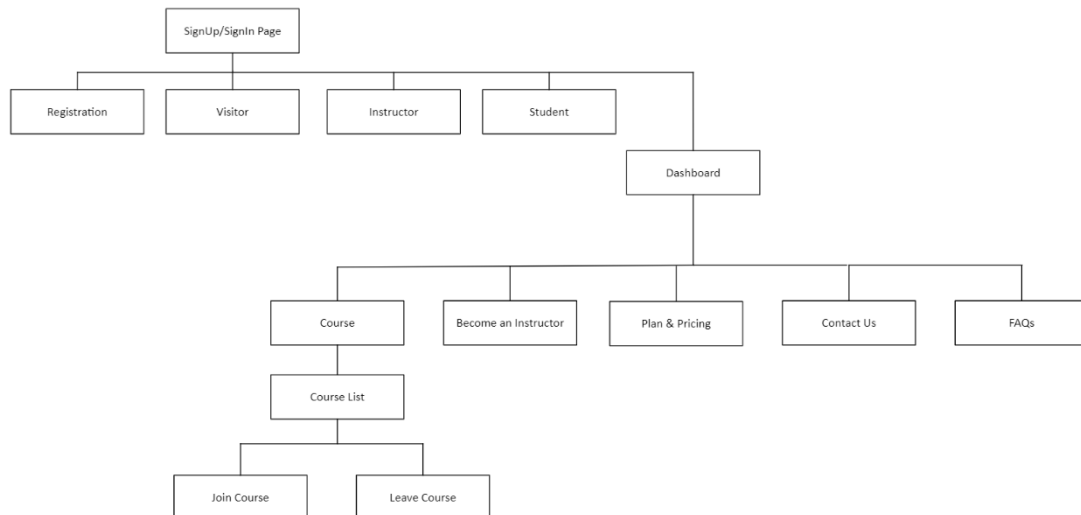 SignUp/SignIn Page
Registration
Visitor
Instructor
Student
Dashboard
Course
Become an Instructor
Plan & Pricing
Contact Us
FAQs
Course List
Join Course
Leave Course